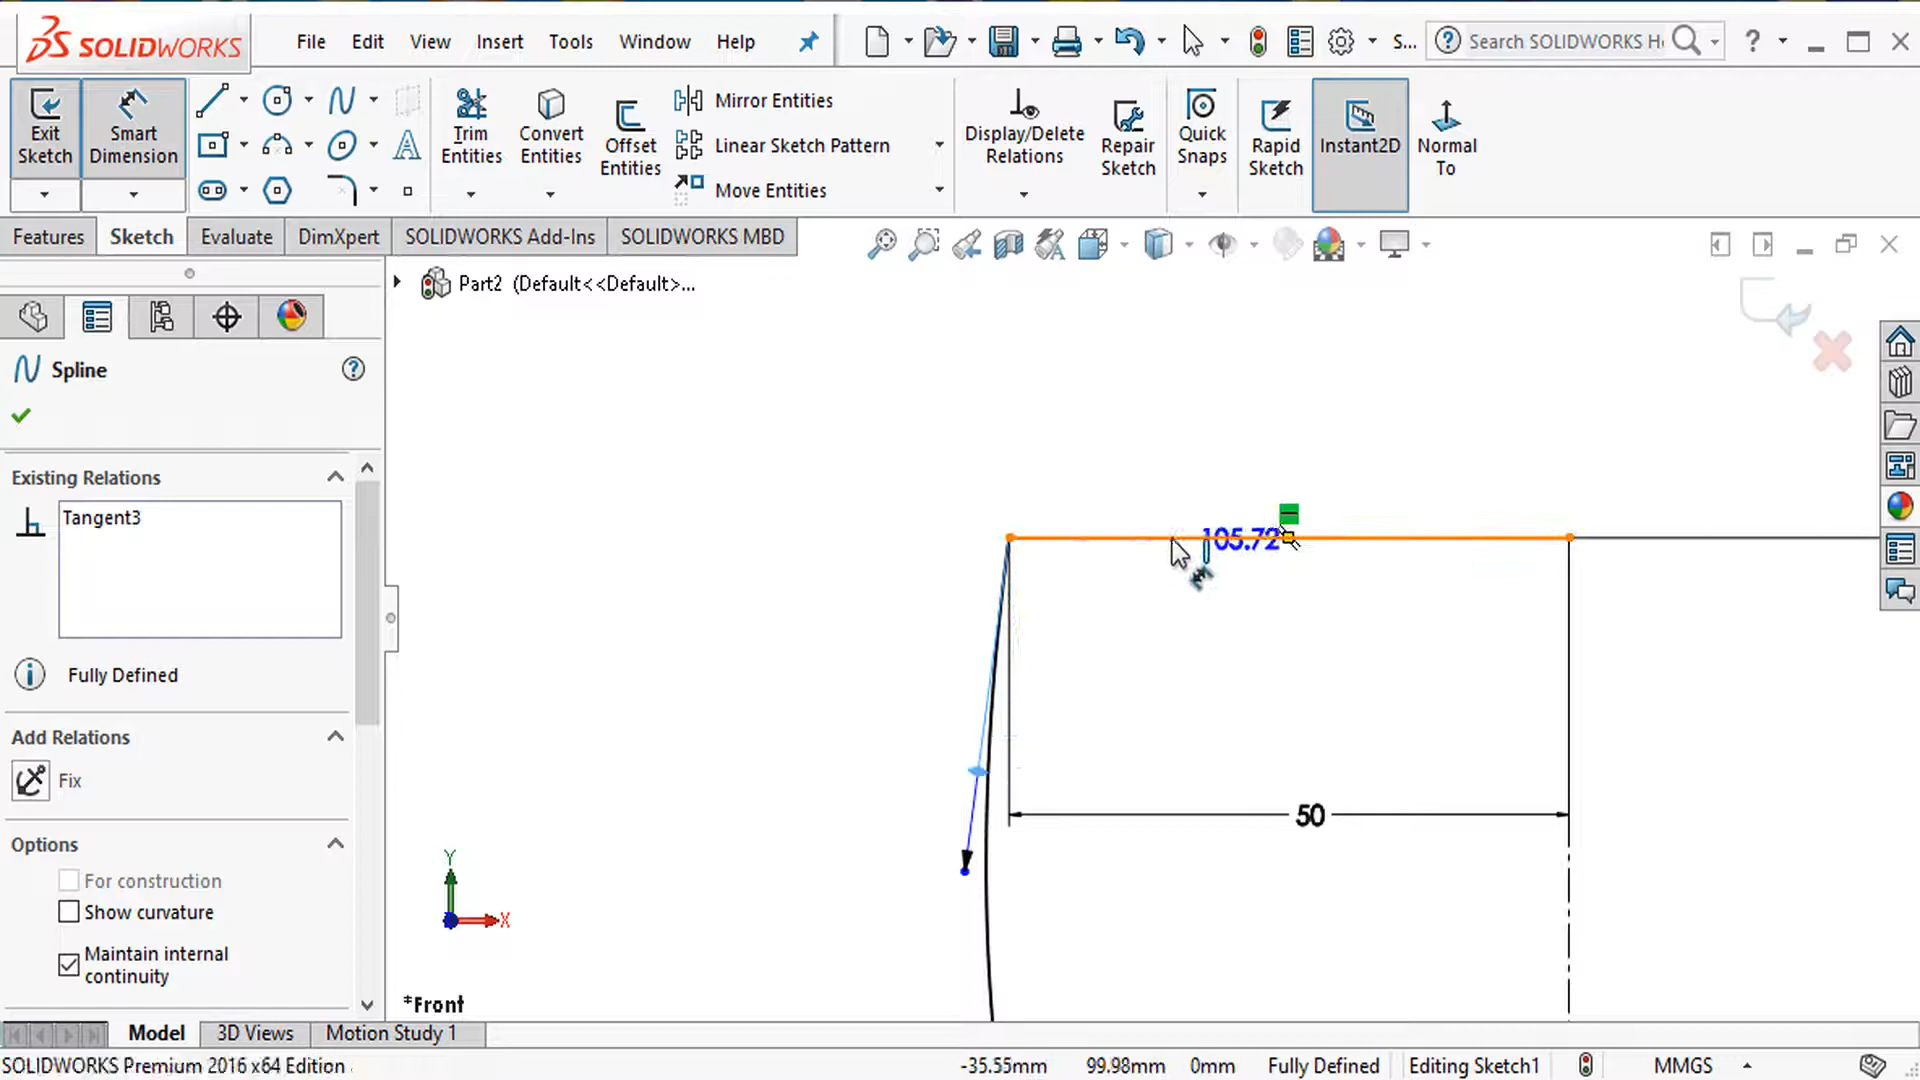 SOLIDWORKS File Edit View Insert Tools Window Help S... Search SOLIDWORKS H ?
Exit Sketch
Smart Dimension
Trim Entities
Convert Entities
Offset Entities
Mirror Entities
Linear Sketch Pattern
Move Entities
Display/Delete Relations
Repair Sketch
Quick Snaps
Rapid Sketch
Instant2D
Normal To
Features Sketch Evaluate DimXpert SOLIDWORKS Add-Ins SOLIDWORKS MBD
Part2 (Default<<Default>...
Spline
Existing Relations
Tangent3
Fully Defined
Add Relations
Fix
Options
For construction
Show curvature
Maintain internal
continuity
105.72
50
Y
X
*Front
Model 3D Views Motion Study 1
SOLIDWORKS Premium 2016 x64 Edition -35.55mm 99.98mm 0mm Fully Defined Editing Sketch1 MMGS